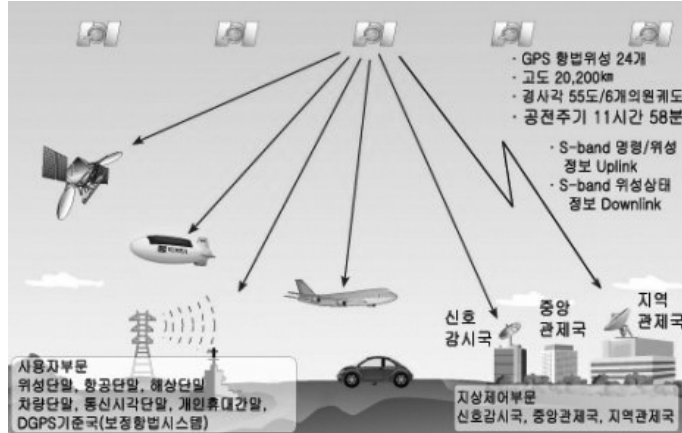 · GPS 항법위성 24개
· 고도 20,200km
· 경사각 55도/6개의원궤도
· 공전주기 11시간 58분
· S-band 명령/위성
정보 Uplink
· S-band 위성상태
정보 Downlink
신호
감시국
중앙
관제국
지역
관제국
사용자부문
위성단말, 항공단말, 해상단말
차량단말, 통신시각단말, 개인휴대간말,
DGPS기준국(보정항법시스템)
지상제어부문
신호감시국, 중앙관제국, 지역관제국